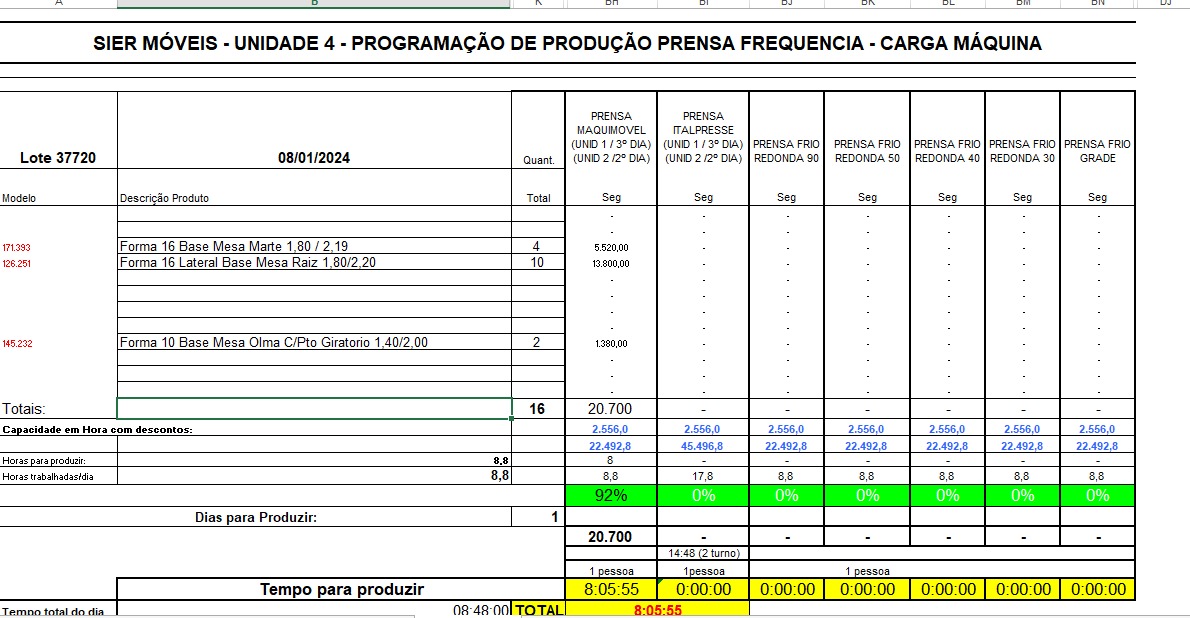 A B K BH BI BJ BK BL BM BN DJ
SIER MÓVEIS - UNIDADE 4 - PROGRAMAÇÃO DE PRODUÇÃO PRENSA FREQUENCIA - CARGA MÁQUINA
PRENSA PRENSA
MAQUIMOVEL ITALPRESSE
(UNID 1 / 3º DIA) (UNID 1 / 3º DIA) PRENSA FRIO PRENSA FRIO PRENSA FRIO PRENSA FRIO PRENSA FRIO
Lote 37720 08/01/2024 Quant. (UNID 2 /2º DIA) (UNID 2 /2º DIA) REDONDA 90 REDONDA 50 REDONDA 40 REDONDA 30 GRADE
Modelo Descrição Produto Total Seg Seg Seg Seg Seg Seg Seg
- - - - - - -
- - - - - - -
171.393 Forma 16 Base Mesa Marte 1,80 / 2,19 4 5.520,00 - - - - - -
126.251 Forma 16 Lateral Base Mesa Raiz 1,80/2,20 10 13.800,00 - - - - - -
- - - - - - -
- - - - - - -
- - - - - - -
- - - - - - -
145.232 Forma 10 Base Mesa Olma C/Pto Giratorio 1,40/2,00 2 1.380,00 - - - - - -
- - - - - - -
- - - - - - -
- - - - - - -
Totais: 16 20.700 - - - - - -
Capacidade em Hora com descontos: 2.556,0 2.556,0 2.556,0 2.556,0 2.556,0 2.556,0 2.556,0
22.492,8 45.496,8 22.492,8 22.492,8 22.492,8 22.492,8 22.492,8
Horas para produzir: 8,8 8 - - - - - -
Horas trabalhadas/dia 8,8 8,8 17,8 8,8 8,8 8,8 8,8 8,8
92% 0% 0% 0% 0% 0% 0%
Dias para Produzir: 1
20.700 - - - - - -
14:48 (2 turno)
1 pessoa 1pessoa 1 pessoa
Tempo para produzir 8:05:55 0:00:00 0:00:00 0:00:00 0:00:00 0:00:00 0:00:00
Tempo total do dia 08:48:00 TOTAL 8:05:55